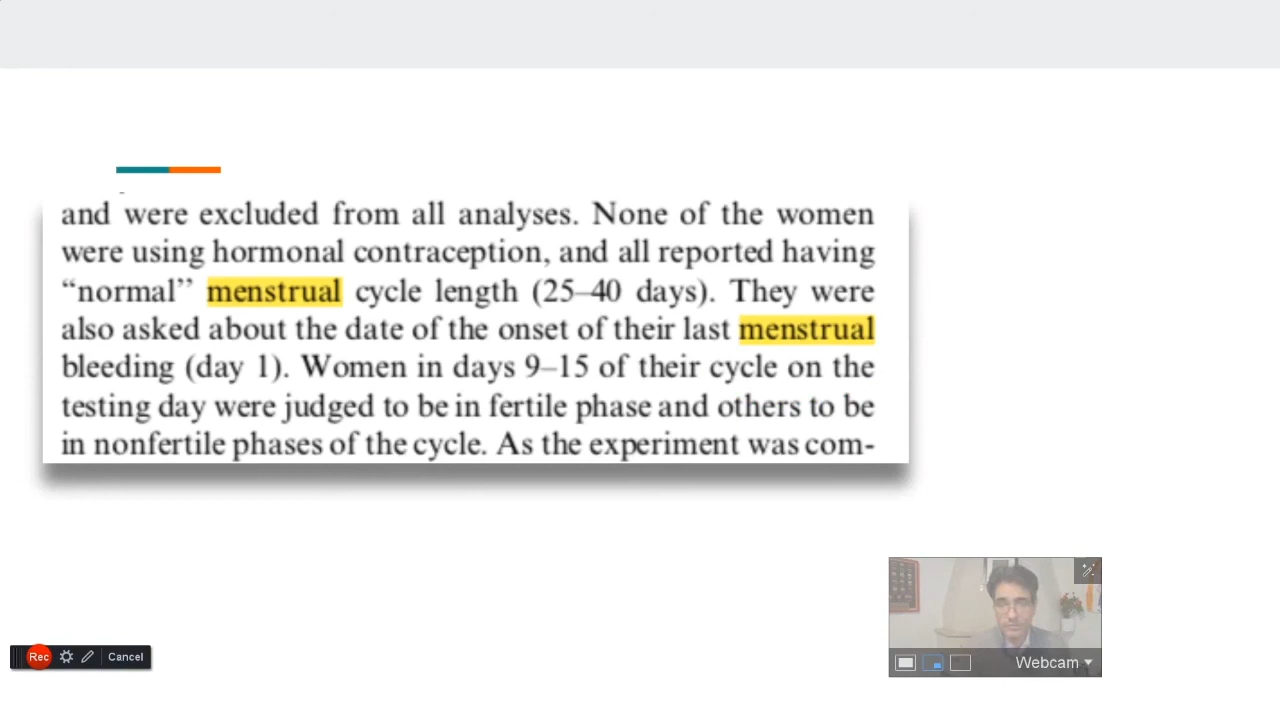 and were excluded from all analyses. None of the women
were using hormonal contraception, and all reported having
“normal” menstrual cycle length (25–40 days). They were
also asked about the date of the onset of their last menstrual
bleeding (day 1). Women in days 9–15 of their cycle on the
testing day were judged to be in fertile phase and others to be
in nonfertile phases of the cycle. As the experiment was com-
Rec Cancel
Webcam